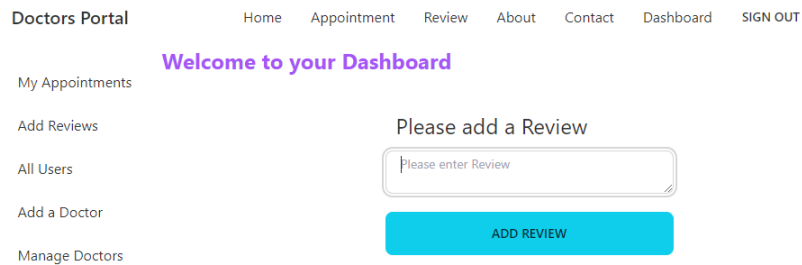 Doctors Portal Home Appointment Review About Contact Dashboard SIGN OUT
Welcome to your Dashboard
My Appointments
Add Reviews
All Users
Add a Doctor
Manage Doctors
Please add a Review
Please enter Review
ADD REVIEW